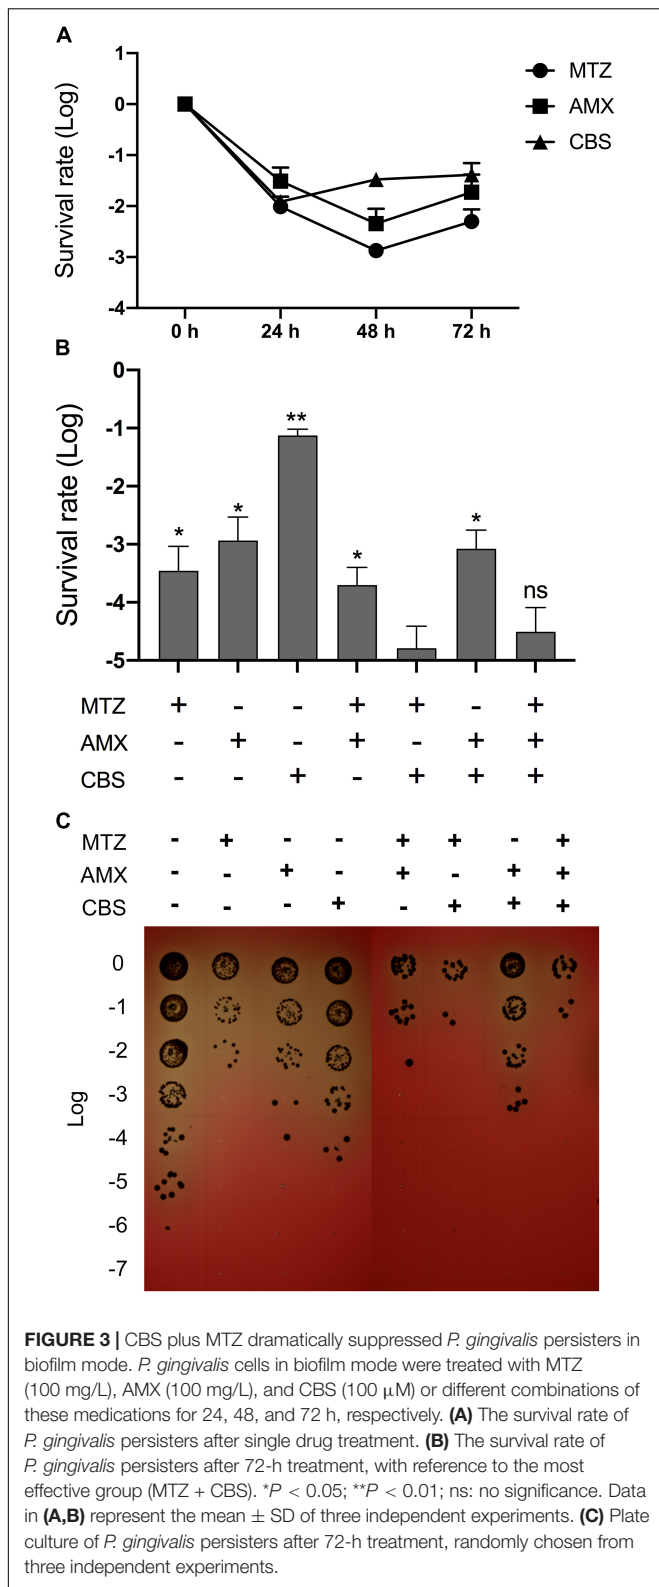 A
1
0
-1
-2
-3
-4
Survival rate (Log)
0 h 24 h 48 h 72 h
MTZ
AMX
CBS
B
0
-1
-2
-3
-4
-5
Survival rate (Log)
* * ** * * ns
MTZ + - - + + - +
AMX - + - + - + +
CBS - - + - + + +
C
MTZ - + - - + + - +
AMX - - + - + - + +
CBS - - - + - + + +
Log
0
-1
-2
-3
-4
-5
-6
-7
FIGURE 3 | CBS plus MTZ dramatically suppressed P. gingivalis persisters in
biofilm mode. P. gingivalis cells in biofilm mode were treated with MTZ
(100 mg/L), AMX (100 mg/L), and CBS (100 μM) or different combinations of
these medications for 24, 48, and 72 h, respectively. (A) The survival rate of
P. gingivalis persisters after single drug treatment. (B) The survival rate of
P. gingivalis persisters after 72-h treatment, with reference to the most
effective group (MTZ + CBS). *P < 0.05; **P < 0.01; ns: no significance. Data
in (A,B) represent the mean ± SD of three independent experiments. (C) Plate
culture of P. gingivalis persisters after 72-h treatment, randomly chosen from
three independent experiments.